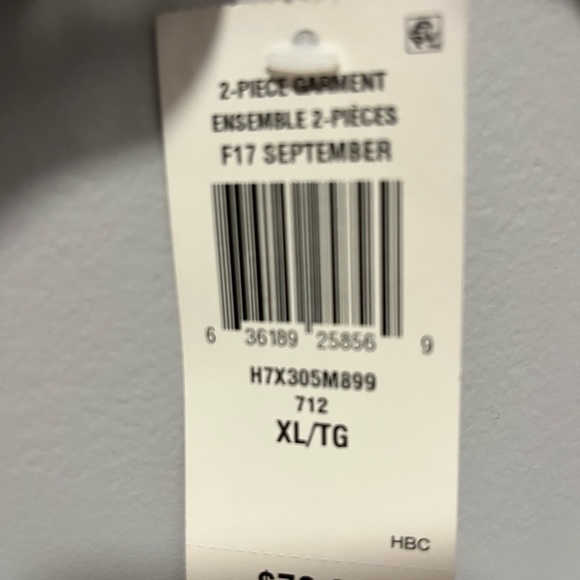 2-PIECE GARMENT
ENSEMBLE 2-PIÈCES
F17 SEPTEMBER
6 36189 25856 9
H7X305M899
712
XL/TG
HBC